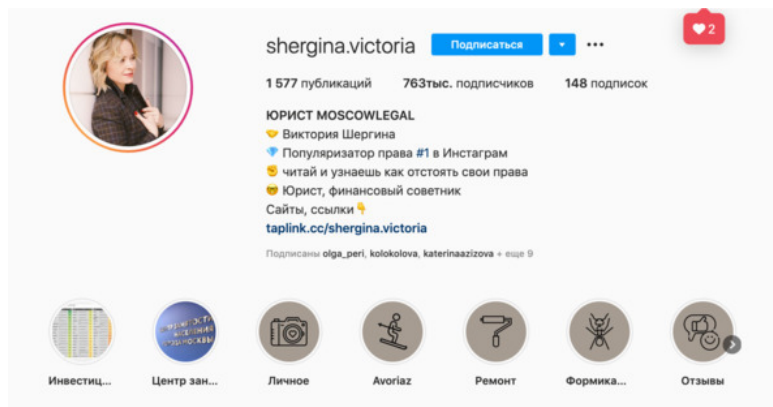 shergina.victoria Подписаться
2
1 577 публикаций 763тыс. подписчиков 148 подписок
ЮРИСТ MOSCOWLEGAL
Виктория Шергина
Популяризатор права #1 в Инстаграм
читай и узнаешь как отстоять свои права
Юрист, финансовый советник
Сайты, ссылки
taplink.cc/shergina.victoria
Подписаны olga_peri, kolokolova, katerinaazizova + еще 9
Инвестиц... Центр зан... Личное Avoriaz Ремонт Формика... Отзывы